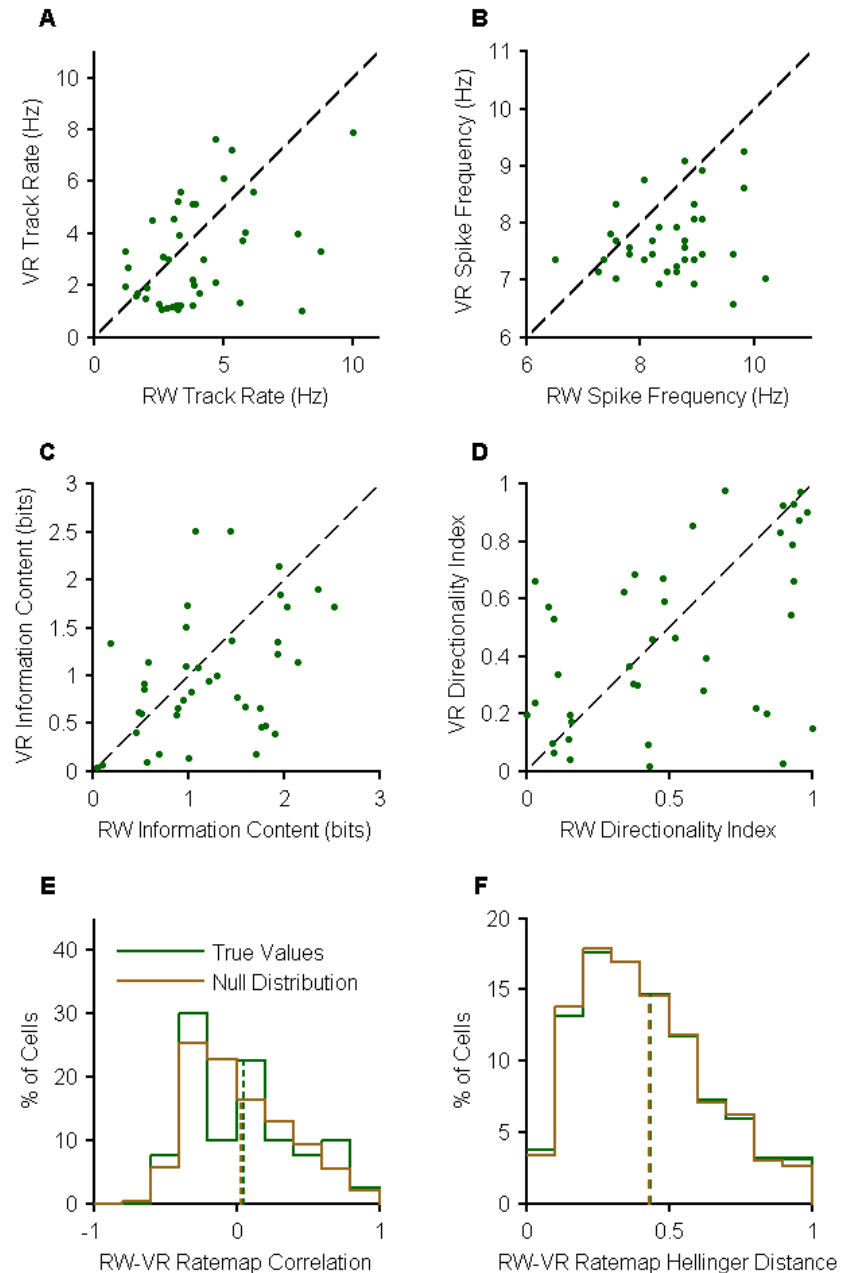 A
VR Track Rate (Hz)
10
8
6
4
2
0
0 5 10
RW Track Rate (Hz)
B
VR Spike Frequency (Hz)
11
10
9
8
7
6
6 8 10
RW Spike Frequency (Hz)
C
VR Information Content (bits)
3
2.5
2
1.5
1
0.5
0
0 1 2 3
RW Information Content (bits)
D
VR Directionality Index
1
0.8
0.6
0.4
0.2
0
0 0.5 1
RW Directionality Index
E
% of Cells
40
30
20
10
0
True Values
Null Distribution
-1 0 1
RW-VR Ratemap Correlation
F
% of Cells
20
15
10
5
0
0 0.5 1
RW-VR Ratemap Hellinger Distance